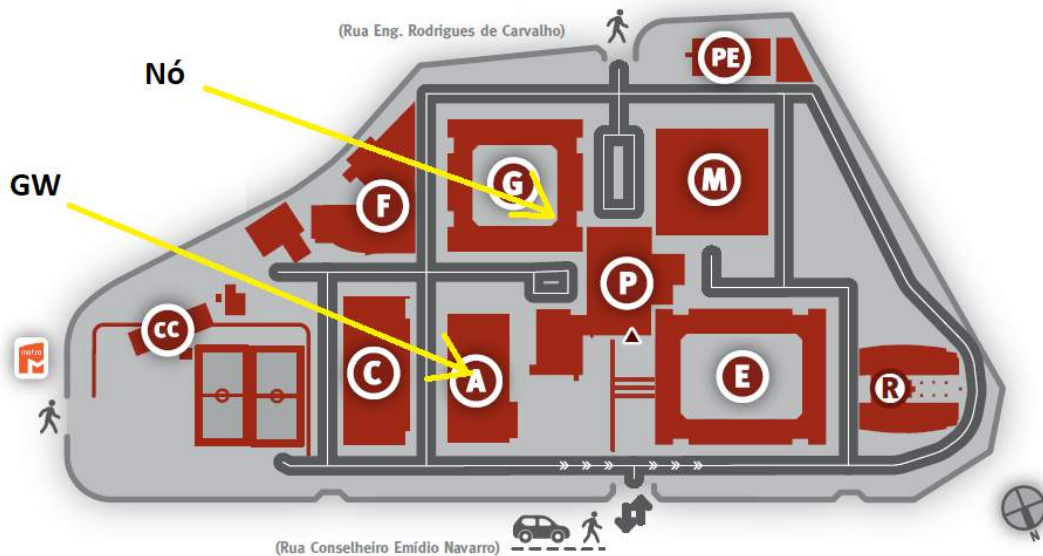 (Rua Eng. Rodrigues de Carvalho)
PE
Nó
GW
G
M
F
P
CC
metro
M
C
A
E
R
»»» »»»
N
(Rua Conselheiro Emídio Navarro)